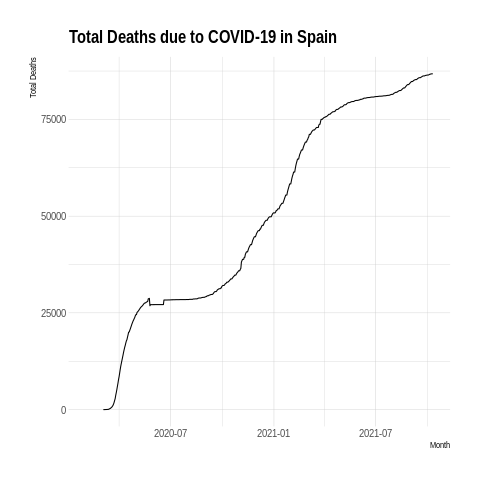 Total Deaths due to COVID-19 in Spain
Total Deaths
75000
50000
25000
0
2020-07
2021-01
2021-07
Month